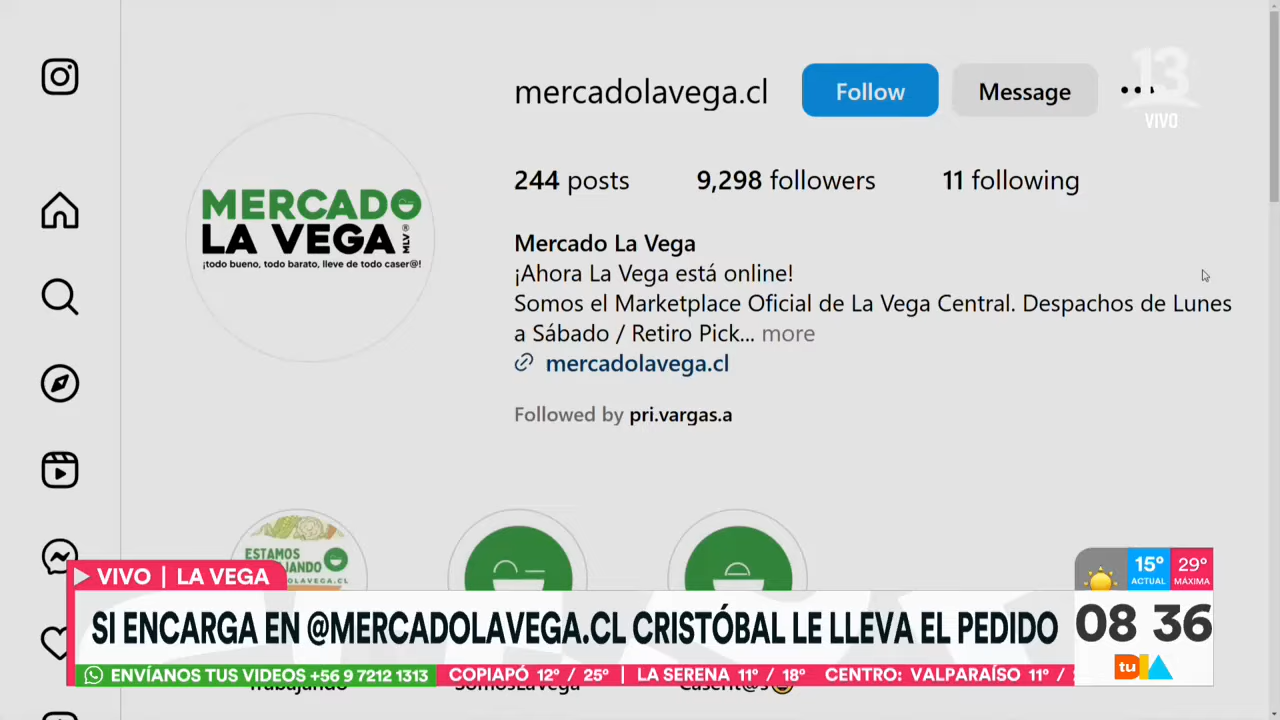 mercadolavega.cl
Follow
Message
13
VIVO
244 posts
9,298 followers
11 following
MERCADO
LA VEGA
MLV®
¡todo bueno, todo barato, lleve de todo caser@!
Mercado La Vega
¡Ahora La Vega está online!
Somos el Marketplace Oficial de La Vega Central. Despachos de Lunes
a Sábado / Retiro Pick... more
mercadolavega.cl
Followed by pri.vargas.a
ESTAMOS
VIVO | LA VEGA
15° 29°
ACTUAL MÁXIMA
SI ENCARGA EN @MERCADOLAVEGA.CL CRISTÓBAL LE LLEVA EL PEDIDO
08 36
tu DÍA
ENVÍANOS TUS VIDEOS +56 9 7212 1313
COPIAPÓ 12° / 25° | LA SERENA 11° / 18° CENTRO: VALPARAÍSO 11° /